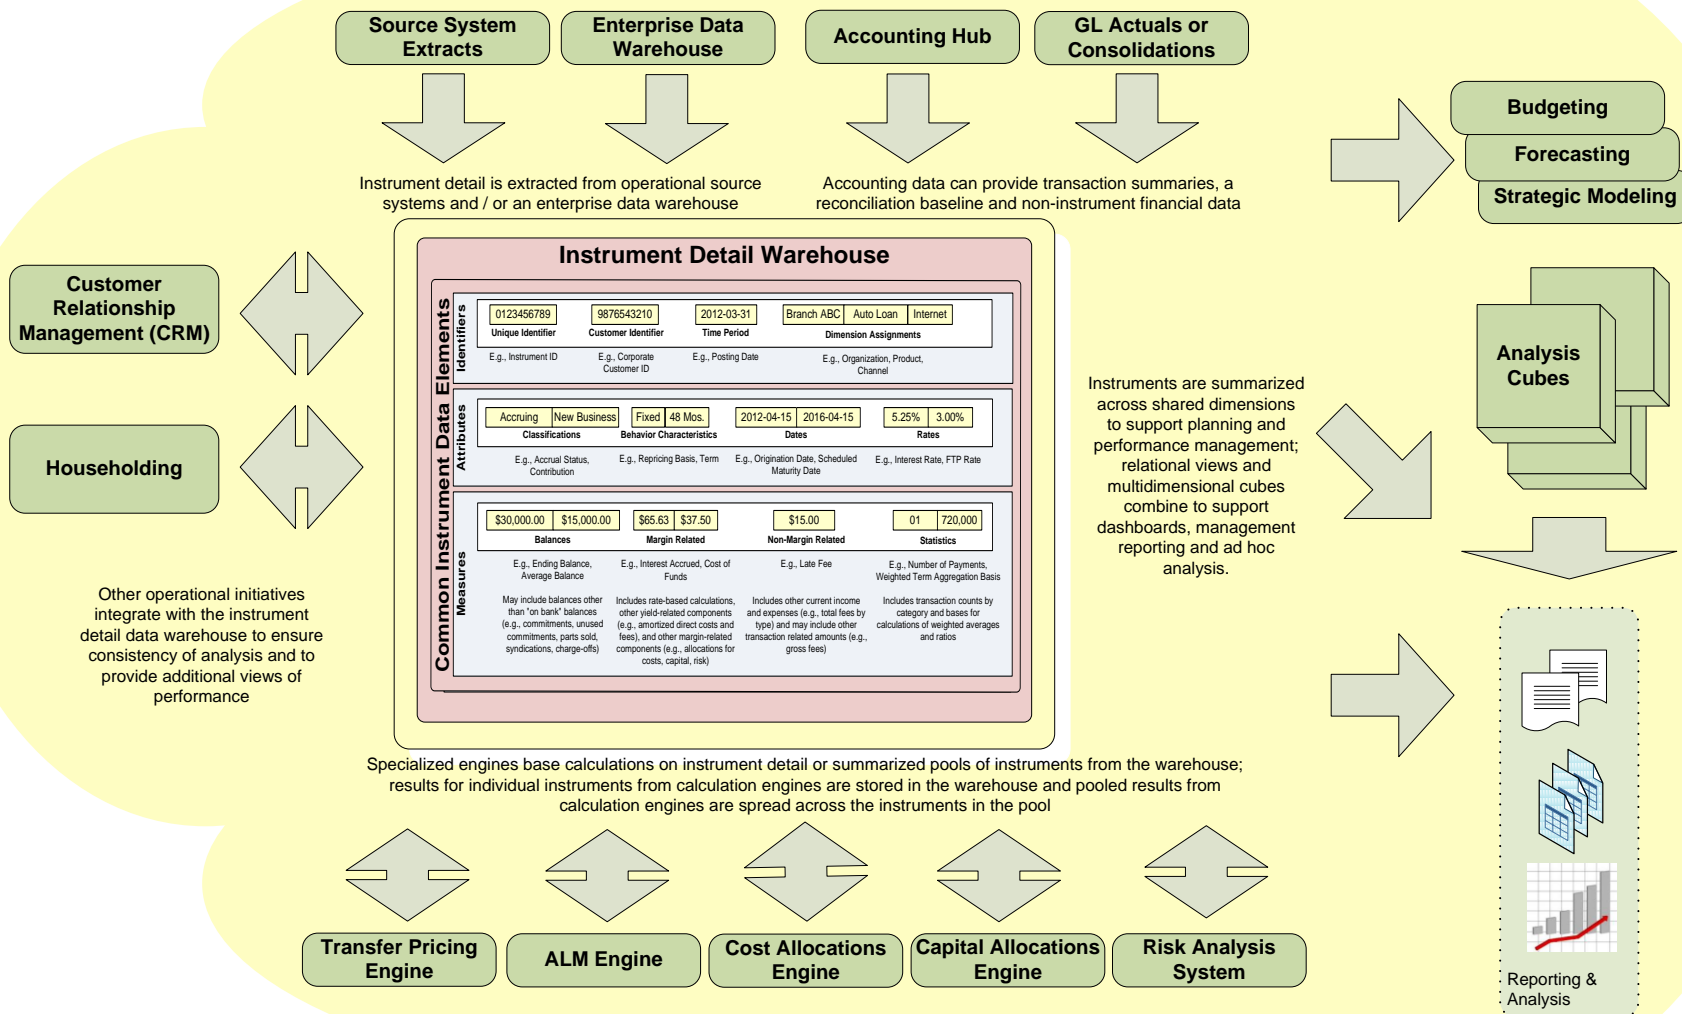 Source System
Extracts
Enterprise Data
Warehouse
Accounting Hub
GL Actuals or
Consolidations
Budgeting
Forecasting
Strategic Modeling
Instrument detail is extracted from operational source
systems and / or an enterprise data warehouse
Accounting data can provide transaction summaries, a
reconciliation baseline and non-instrument financial data
Customer
Relationship
Management (CRM)
Householding
Other operational initiatives
integrate with the instrument
detail data warehouse to ensure
consistency of analysis and to
provide additional views of
performance
Instrument Detail Warehouse
Common Instrument Data Elements
Identifiers
0123456789
Unique Identifier
E.g., Instrument ID
9876543210
Customer Identifier
E.g., Corporate
Customer ID
2012-03-31
Time Period
E.g., Posting Date
Branch ABC Auto Loan Internet
Dimension Assignments
E.g., Organization, Product,
Channel
Attributes
Accruing New Business
Classifications
E.g., Accrual Status,
Contribution
Fixed 48 Mos.
Behavior Characteristics
E.g., Repricing Basis, Term
2012-04-15 2016-04-15
Dates
E.g., Origination Date, Scheduled
Maturity Date
5.25% 3.00%
Rates
E.g., Interest Rate, FTP Rate
Measures
$30,000.00 $15,000.00
Balances
E.g., Ending Balance,
Average Balance
May include balances other
than "on bank" balances
(e.g., commitments, unused
commitments, parts sold,
syndications, charge-offs)
$65.63 $37.50
Margin Related
E.g., Interest Accrued, Cost of
Funds
Includes rate-based calculations,
other yield-related components
(e.g., amortized direct costs and
fees), and other margin-related
components (e.g., allocations for
costs, capital, risk)
$15.00
Non-Margin Related
E.g., Late Fee
Includes other current income
and expenses (e.g., total fees by
type) and may include other
transaction related amounts (e.g.,
gross fees)
01 720,000
Statistics
E.g., Number of Payments,
Weighted Term Aggregation Basis
Includes transaction counts by
category and bases for
calculations of weighted averages
and ratios
Instruments are summarized
across shared dimensions
to support planning and
performance management;
relational views and
multidimensional cubes
combine to support
dashboards, management
reporting and ad hoc
analysis.
Analysis
Cubes
Specialized engines base calculations on instrument detail or summarized pools of instruments from the warehouse;
results for individual instruments from calculation engines are stored in the warehouse and pooled results from
calculation engines are spread across the instruments in the pool
Transfer Pricing
Engine
ALM Engine
Cost Allocations
Engine
Capital Allocations
Engine
Risk Analysis
System
Reporting &
Analysis